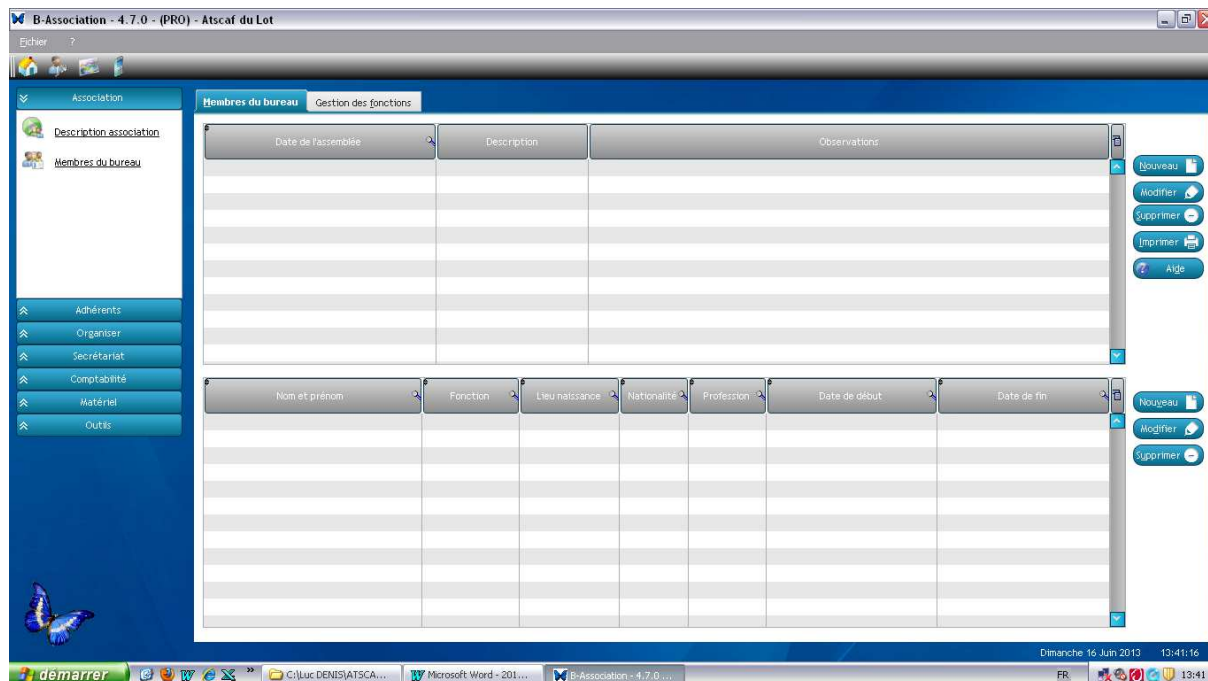 B-Association - 4.7.0 - (PRO) - Atscaf du Lot
Fichier ?
Association
Description association
Membres du bureau
Adhérents
Organiser
Secrétariat
Comptabilité
Matériel
Outils
Membres du bureau Gestion des fonctions
Date de l'assemblée Description Observations
Nouveau
Modifier
Supprimer
Imprimer
Aide
Nom et prénom Fonction Lieu naissance Nationalité Profession Date de début Date de fin
Nouveau
Modifier
Supprimer
Dimanche 16 Juin 2013 13:41:16
démarrer » C:\Luc DENIS\ATSCA... Microsoft Word - 201... B-Association - 4.7.0 ... FR 13:41